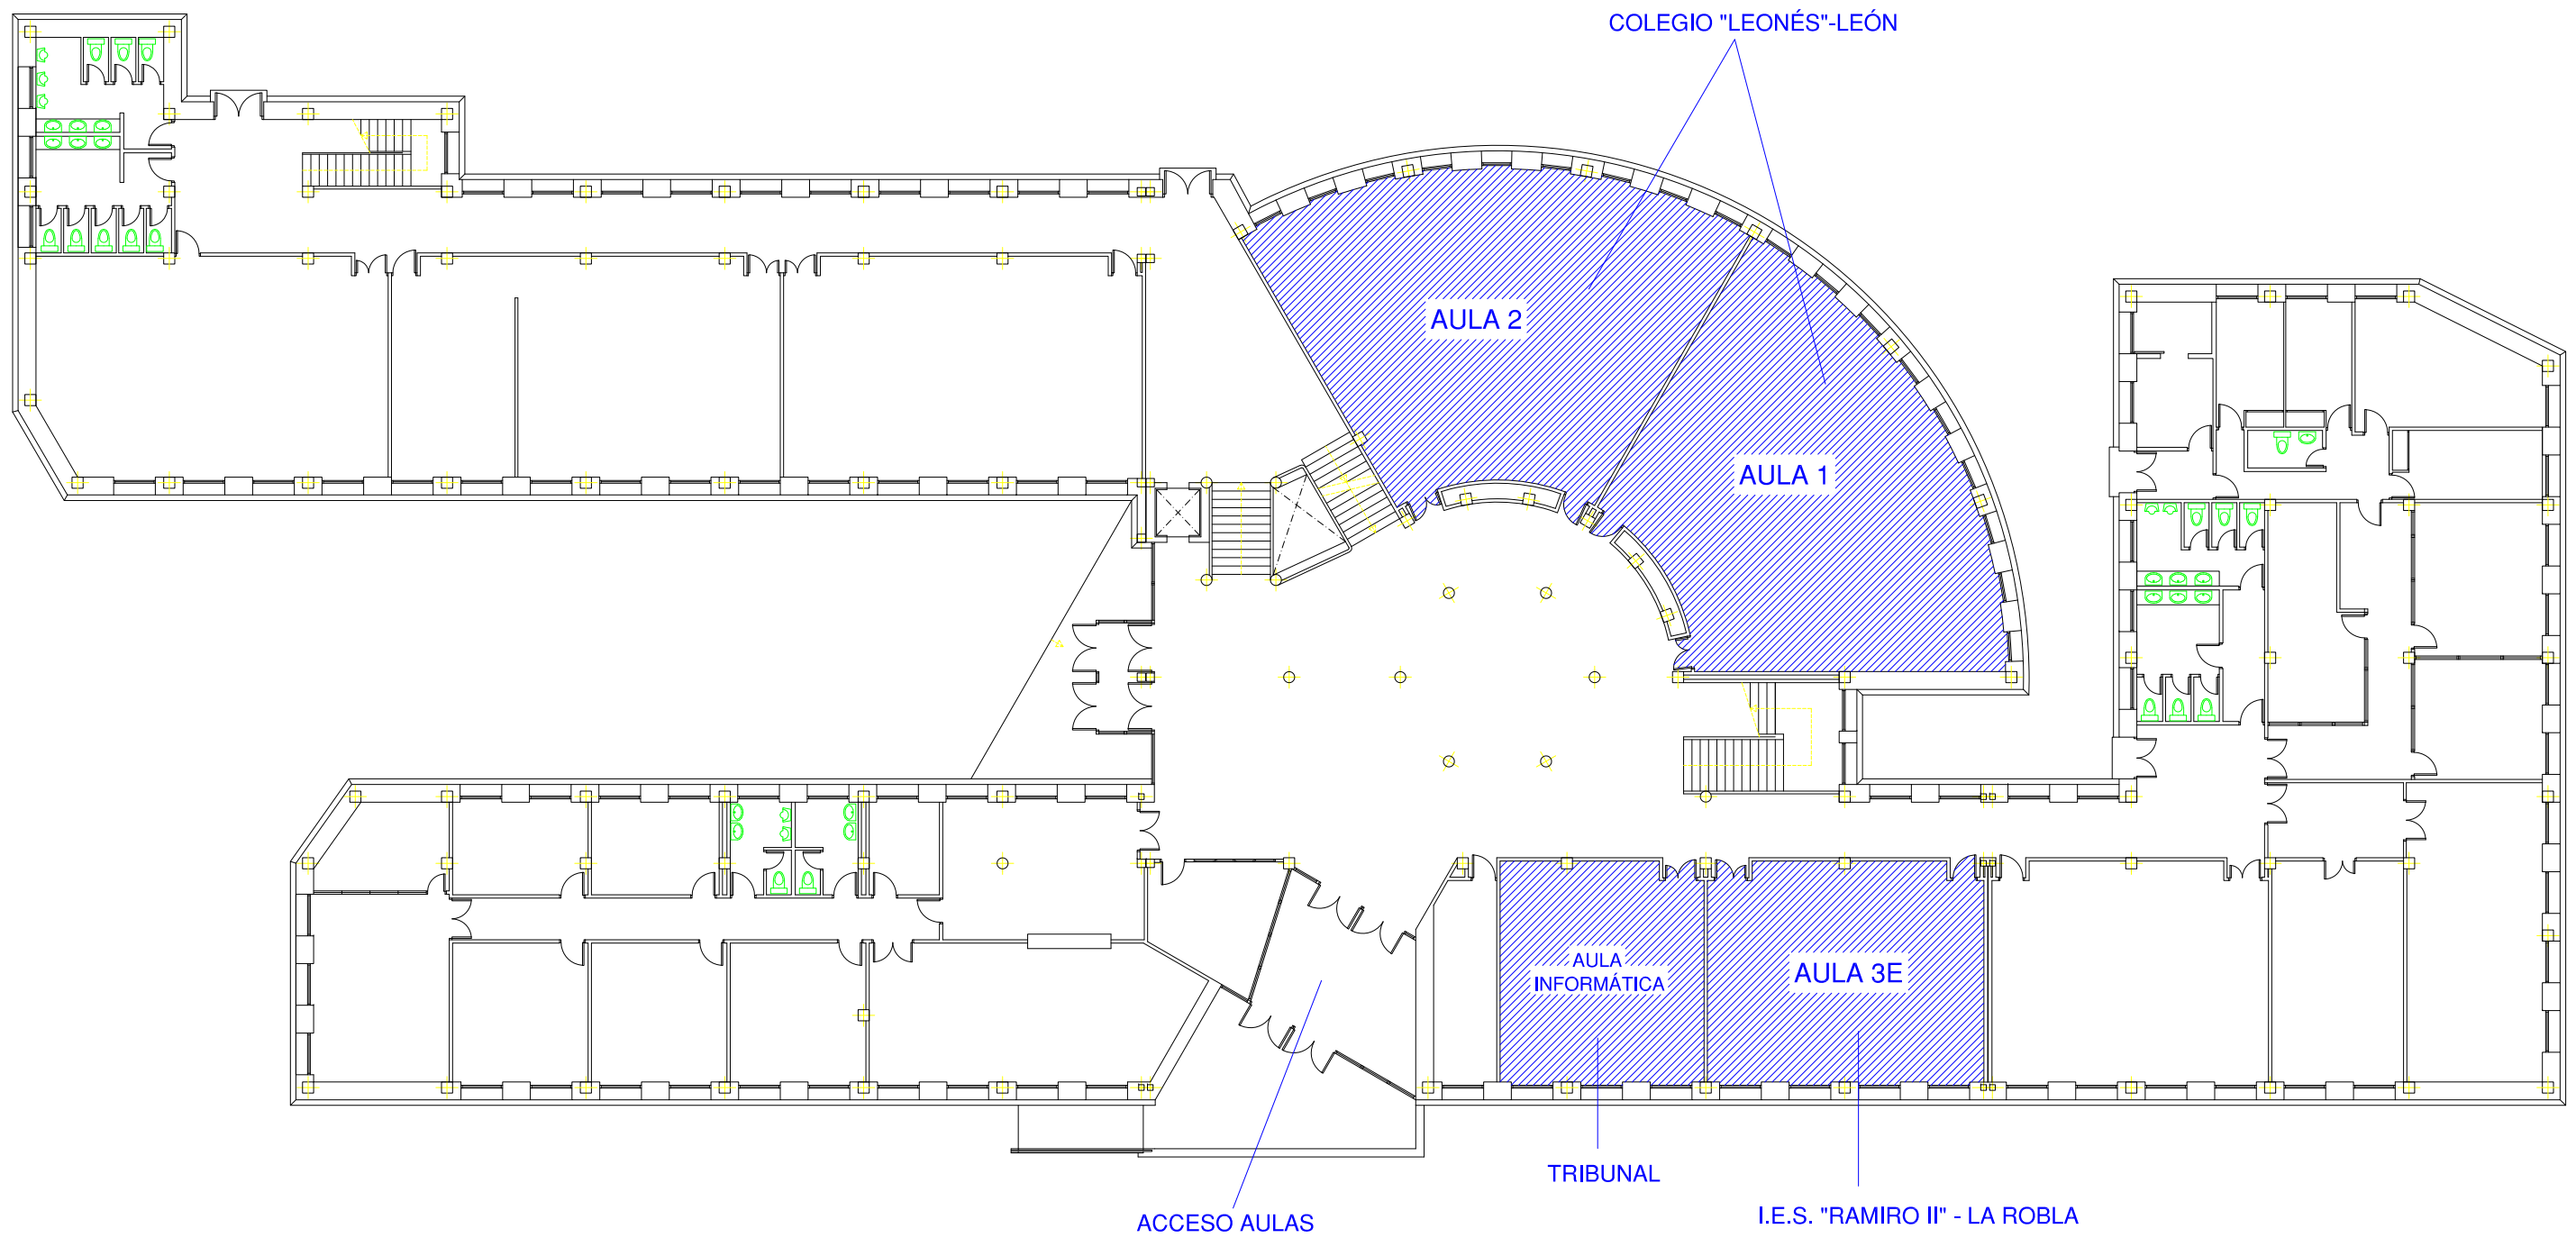 COLEGIO "LEONÉS"-LEÓN
AULA 2
AULA 1
AULA
INFORMÁTICA
AULA 3E
TRIBUNAL
I.E.S. "RAMIRO II" - LA ROBLA
ACCESO AULAS